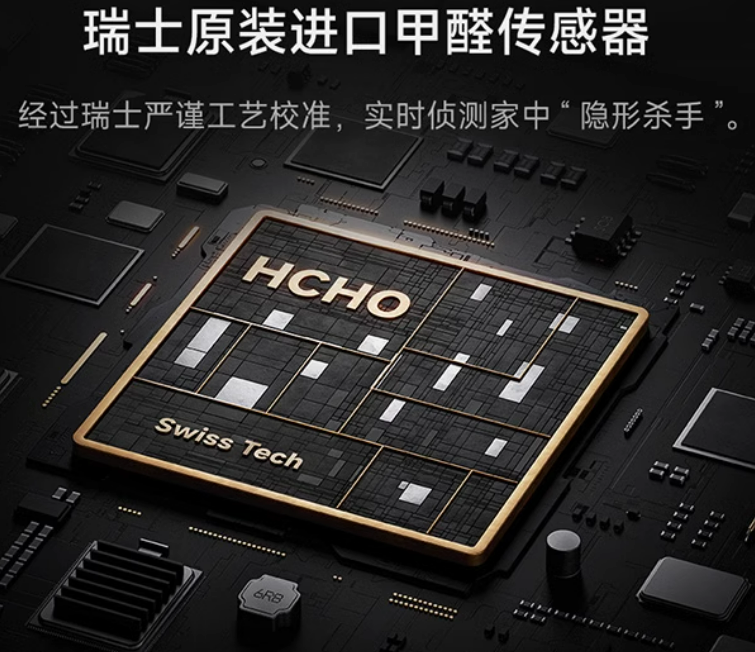 瑞士原装进口甲醛传感器
经过瑞士严谨工艺校准，实时侦测家中“隐形杀手”。
HCHO
Swiss Tech
6R8